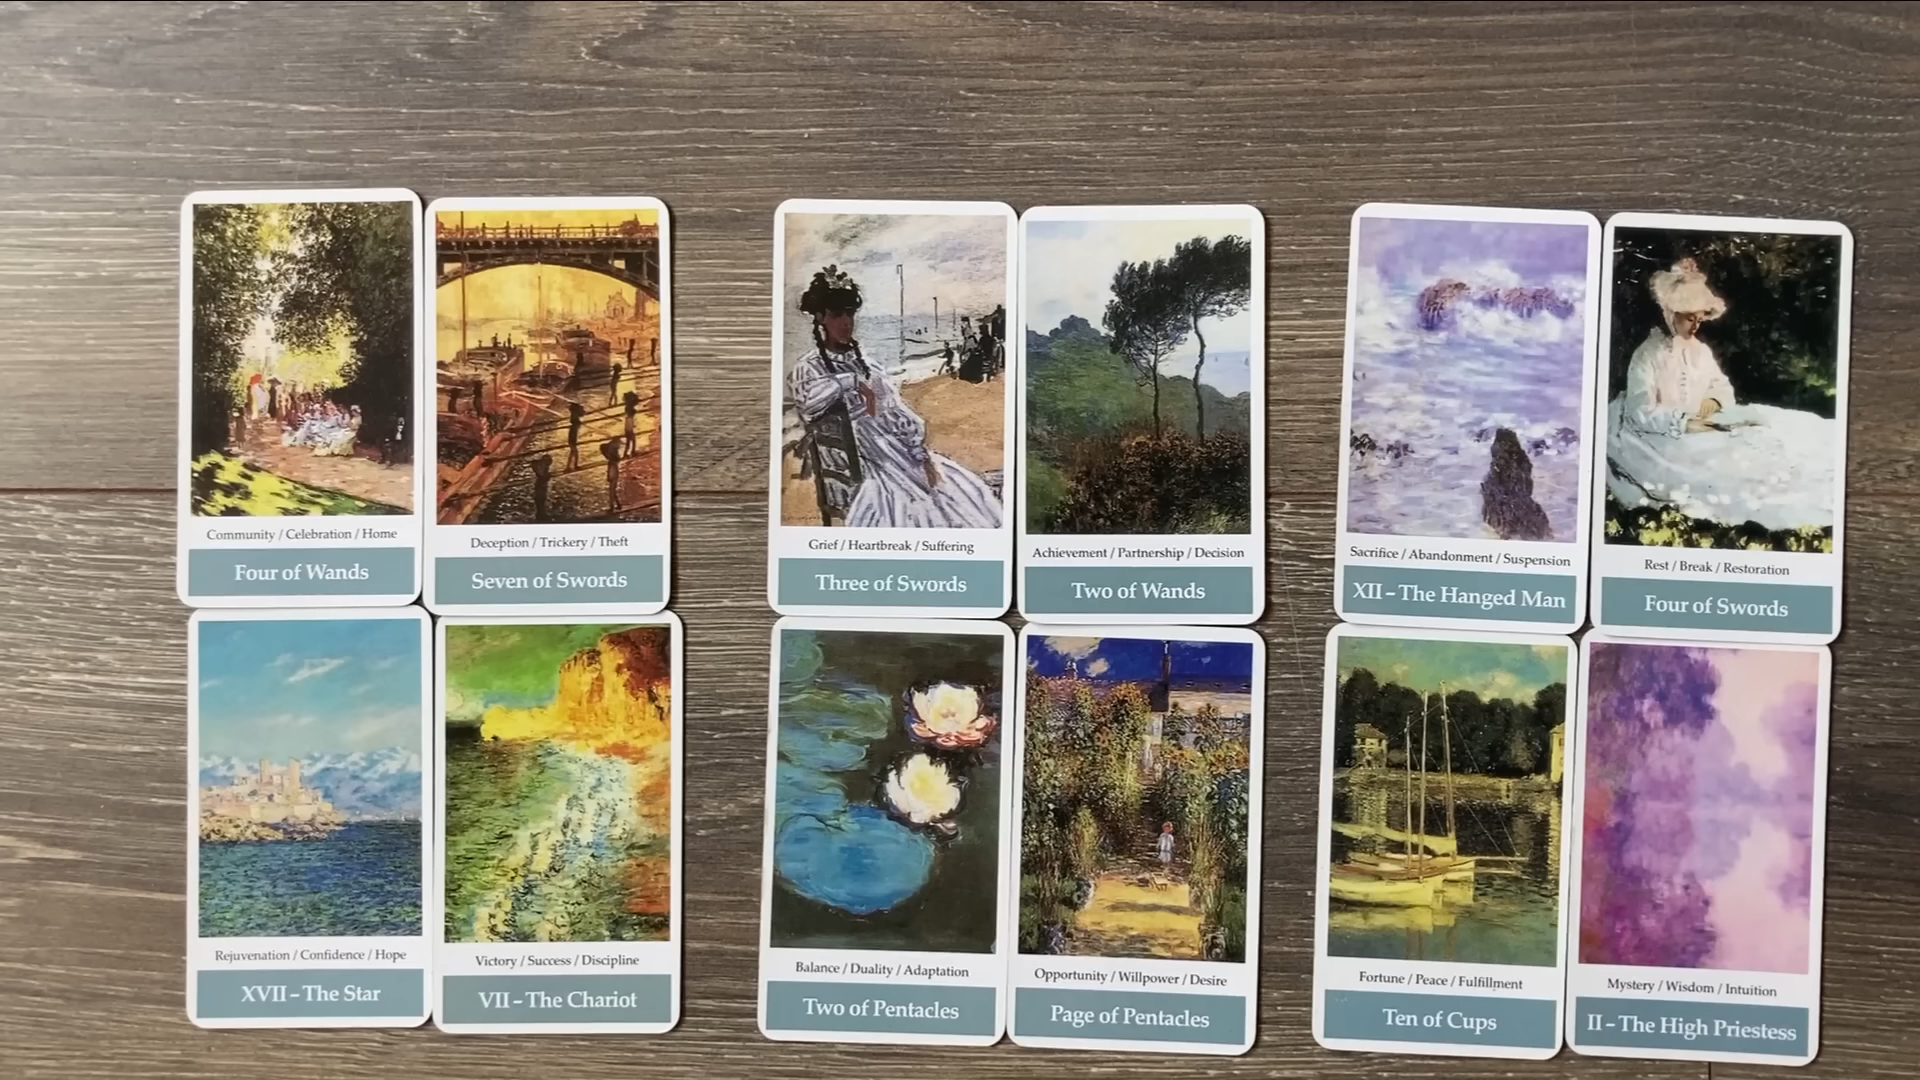 Community / Celebration / Home
Four of Wands
Deception / Trickery / Theft
Seven of Swords
Grief / Heartbreak / Suffering
Three of Swords
Achievement / Partnership / Decision
Two of Wands
Sacrifice / Abandonment / Suspension
XII – The Hanged Man
Rest / Break / Restoration
Four of Swords
Rejuvenation / Confidence / Hope
XVII – The Star
Victory / Success / Discipline
VII – The Chariot
Balance / Duality / Adaptation
Two of Pentacles
Opportunity / Willpower / Desire
Page of Pentacles
Fortune / Peace / Fulfillment
Ten of Cups
Mystery / Wisdom / Intuition
II – The High Priestess